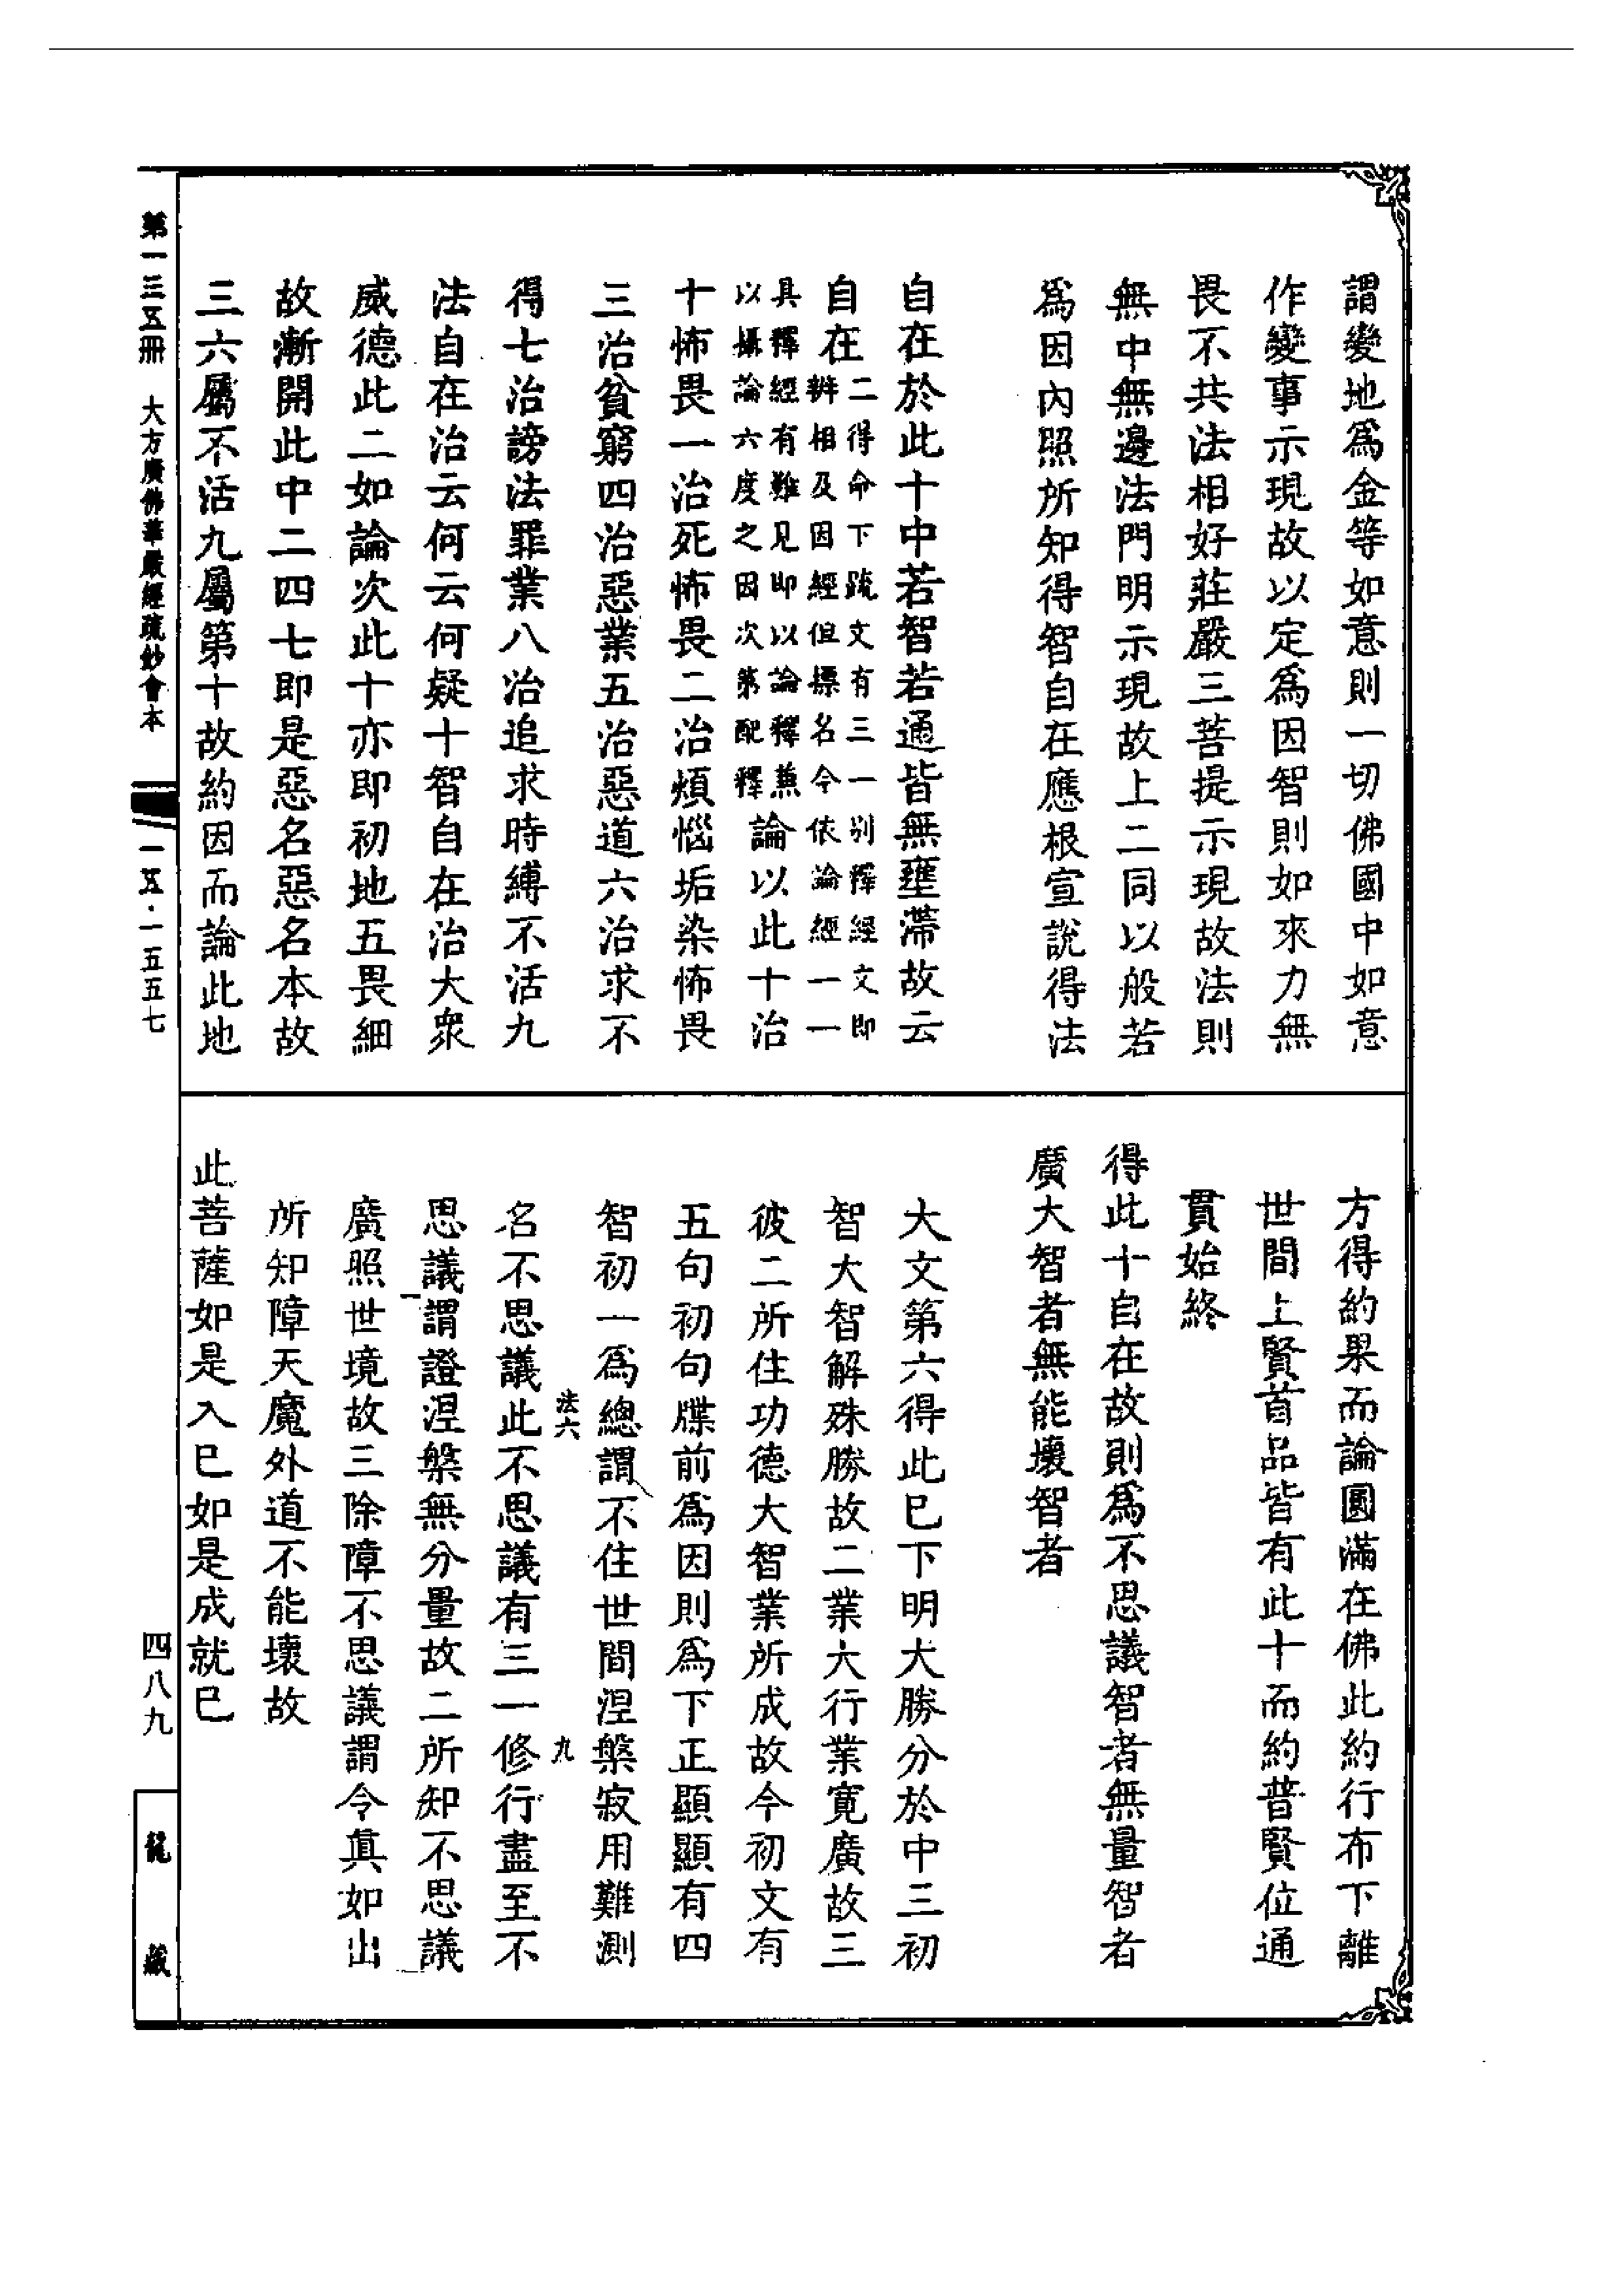 謂變地爲金等如意則一切佛國中如意
作變事示現故以定爲因智則如來力無
畏不共法相好莊嚴三菩提示現故法則
無中無邊法門明示現故上二同以般若
爲因內照所知得智自在應根宣說得法
自在於此十中若智若通皆無壅滯故云
自在
二得命下䟽文有三一別釋經文即
辨相及因經但標名今依論經一一
具釋經有難見即以論釋兼
以攝論六度之因次第配釋
論以此十治
十怖畏一治死怖畏二治煩惱垢染怖畏
三治貧窮四治惡業五治惡道六治求不
得七治謗法罪業八治追求時縛不活九
法自在治云何云何疑十智自在治大衆
威德此二如論次此十亦即初地五畏細
故漸開此中二四七即是惡名惡名本故
三六屬不活九屬第十故約因而論此地
方得約果而論圓滿在佛此約行布下離
世間上賢首品皆有此十而約普賢位通
貫始終
得此十自在故則爲不思議智者無量智者
廣大智者無能壞智者
大文第六得此巳下明大勝分於中三初
智大智解殊勝故二業大行業寬廣故三
彼二所住功德大智業所成故今初文有
五句初句牒前爲因則爲下正顯顯有四
智初一爲總謂不住世間涅槃寂用難測
法六
九
名不思議此不思議有三一修行盡至不
思議謂證涅槃無分量故二所知不思議
廣照世境故三除障不思議謂令眞如出
所知障天魔外道不能壞故
此菩薩如是入巳如是成就巳
第一三五册　大方廣佛華嚴經疏鈔會本
一五·一五五七
四八九
龍藏